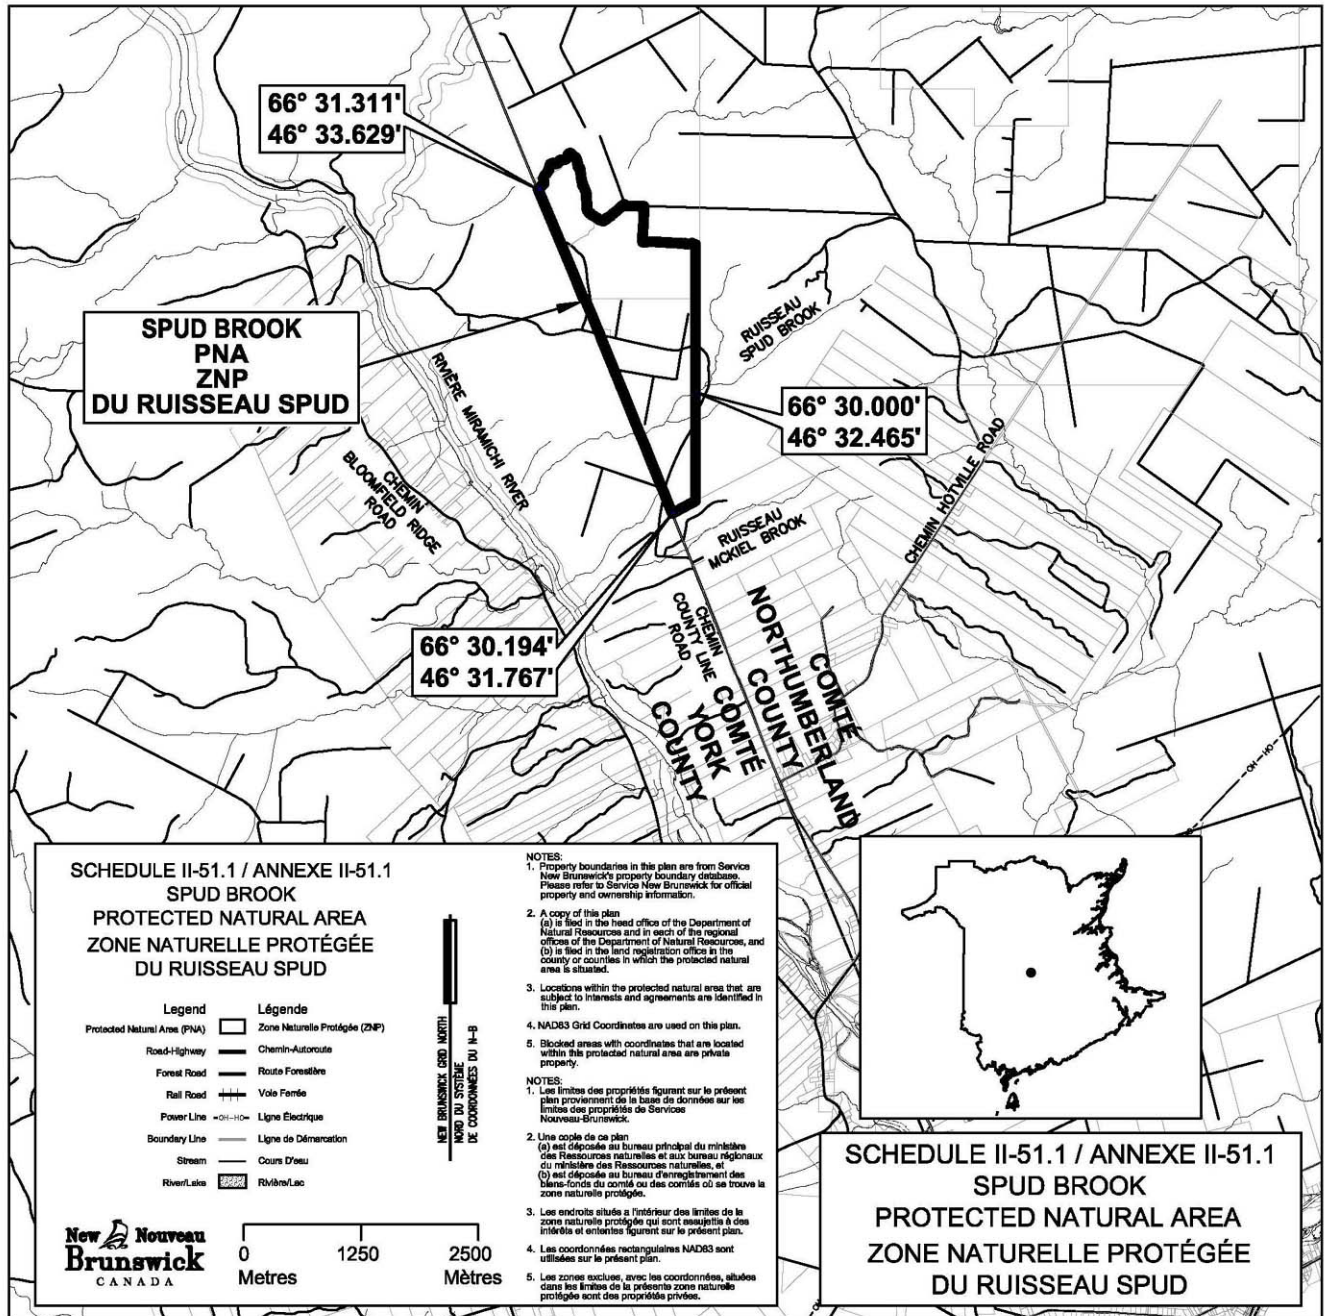 66° 31.311'
46° 33.629'
SPUD BROOK
PNA
ZNP
DU RUISSEAU SPUD
RIVIÈRE MIRAMICHI RIVER
CHEMIN
BLOOMFIELD RIDGE
ROAD
RUISSEAU
SPUD BROOK
66° 30.000'
46° 32.465'
CHEMIN HOTVILLE ROAD
RUISSEAU
MCKIEL BROOK
66° 30.194'
46° 31.767'
CHEMIN
COUNTY LINE
ROAD
COMTÉ
NORTHUMBERLAND
COUNTY
COMTÉ
YORK
COUNTY
-OH-HO-
SCHEDULE II-51.1 / ANNEXE II-51.1
SPUD BROOK
PROTECTED NATURAL AREA
ZONE NATURELLE PROTÉGÉE
DU RUISSEAU SPUD
Legend Légende
Protected Natural Area (PNA) Zone Naturelle Protégée (ZNP)
Road-Highway Chemin-Autoroute
Forest Road Route Forestière
Rail Road Voie Ferrée
Power Line -OH-HO- Ligne Électrique
Boundary Line Ligne de Démarcation
Stream Cours D'eau
River/Lake Rivière/Lac
NEW BRUNSWICK GRID NORTH
NORD DU SYSTÈME
DE COORDONNÉES DU N-B
New Nouveau
Brunswick
CANADA
0 1250 2500
Metres Mètres
NOTES:
1. Property boundaries in this plan are from Service
New Brunswick's property boundary database.
Please refer to Service New Brunswick for official
property and ownership information.
2. A copy of this plan
(a) is filed in the head office of the Department of
Natural Resources and in each of the regional
offices of the Department of Natural Resources, and
(b) is filed in the land registration office in the
county or counties in which the protected natural
area is situated.
3. Locations within the protected natural area that are
subject to interests and agreements are identified in
this plan.
4. NAD83 Grid Coordinates are used on this plan.
5. Blocked areas with coordinates that are located
within this protected natural area are private
property.
NOTES:
1. Les limites des propriétés figurant sur le présent
plan proviennent de la base de données sur les
limites des propriétés de Services
Nouveau-Brunswick.
2. Une copie de ce plan
(a) est déposée au bureau principal du ministère
des Ressources naturelles et aux bureau régionaux
du ministère des Ressources naturelles, et
(b) est déposée au bureau d'enregistrement des
biens-fonds du comté ou des comtés où se trouve la
zone naturelle protégée.
3. Les endroits situés a l'intérieur des limites de la
zone naturelle protégée qui sont assujettis à des
intérêts et ententes figurent sur le présent plan.
4. Les coordonnées rectangulaires NAD83 sont
utilisées sur le présent plan.
5. Les zones exclues, avec les coordonnées, situées
dans les limites de la présente zone naturelle
protégée sont des propriétés privées.
SCHEDULE II-51.1 / ANNEXE II-51.1
SPUD BROOK
PROTECTED NATURAL AREA
ZONE NATURELLE PROTÉGÉE
DU RUISSEAU SPUD